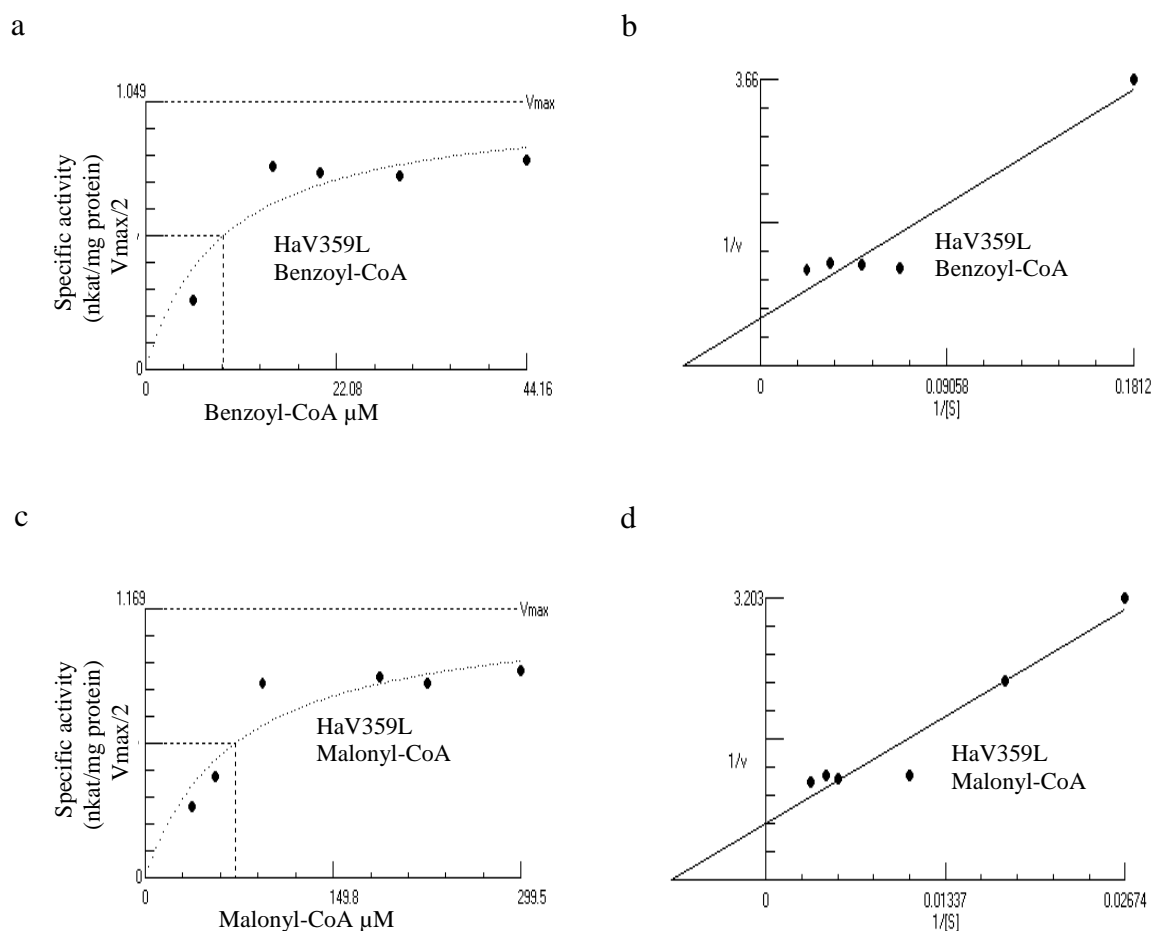 a
1.049
Vmax
Specific activity
(nkat/mg protein)
Vmax/2
HaV359L
Benzoyl-CoA
0
0
22.08
44.16
Benzoyl-CoA µM
b
3.66
1/v
HaV359L
Benzoyl-CoA
0
0.09058
0.1812
1/[S]
c
1.169
Vmax
Specific activity
(nkat/mg protein)
Vmax/2
HaV359L
Malonyl-CoA
0
0
149.8
299.5
Malonyl-CoA µM
d
3.203
1/v
HaV359L
Malonyl-CoA
0
0.01337
0.02674
1/[S]